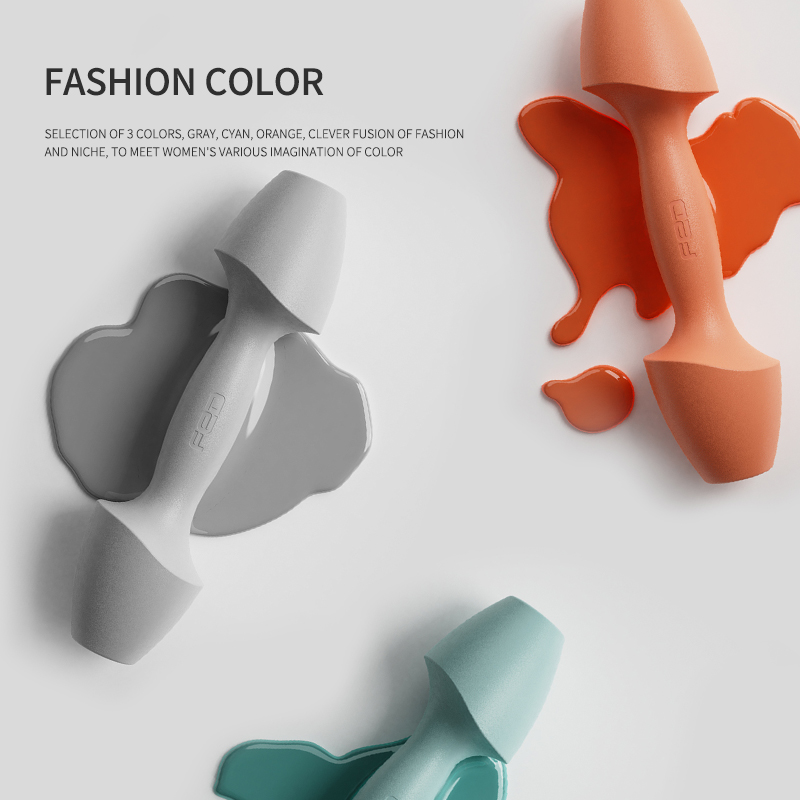 FASHION COLOR
SELECTION OF 3 COLORS, GRAY, CYAN, ORANGE, CLEVER FUSION OF FASHION
AND NICHE, TO MEET WOMEN'S VARIOUS IMAGINATION OF COLOR